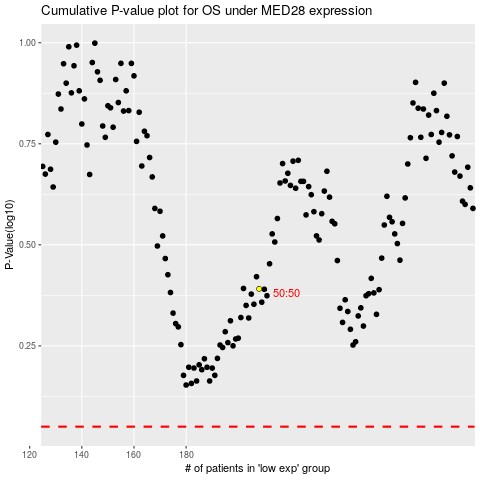 Cumulative P-value plot for OS under MED28 expression
P-Value(log10)
1.00
0.75
0.50
0.25
50:50
120 140 160 180
# of patients in 'low exp' group